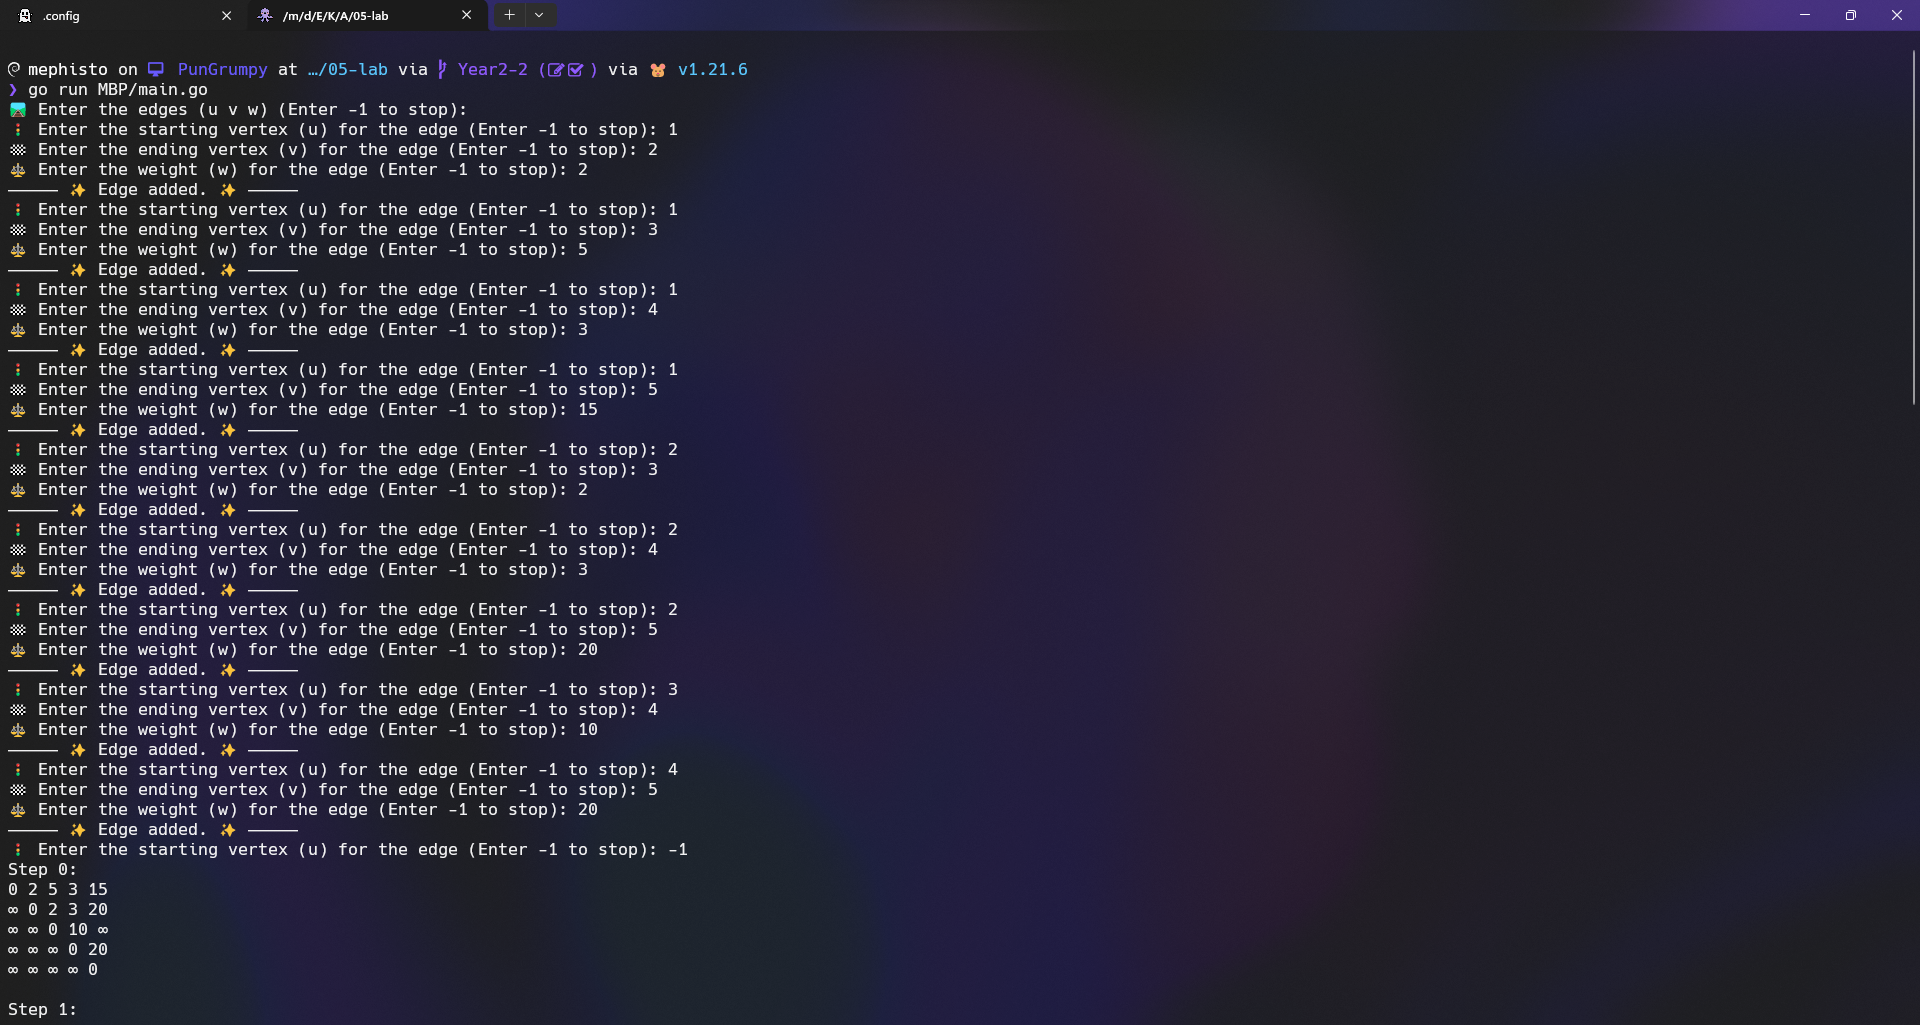 .config
/m/d/E/K/A/05-lab
mephisto on PunGrumpy at …/05-lab via Year2-2 ( ) via 🐹 v1.21.6
❯ go run MBP/main.go
Enter the edges (u v w) (Enter -1 to stop):
Enter the starting vertex (u) for the edge (Enter -1 to stop): 1
Enter the ending vertex (v) for the edge (Enter -1 to stop): 2
Enter the weight (w) for the edge (Enter -1 to stop): 2
————— ✨ Edge added. ✨ —————
Enter the starting vertex (u) for the edge (Enter -1 to stop): 1
Enter the ending vertex (v) for the edge (Enter -1 to stop): 3
Enter the weight (w) for the edge (Enter -1 to stop): 5
————— ✨ Edge added. ✨ —————
Enter the starting vertex (u) for the edge (Enter -1 to stop): 1
Enter the ending vertex (v) for the edge (Enter -1 to stop): 4
Enter the weight (w) for the edge (Enter -1 to stop): 3
————— ✨ Edge added. ✨ —————
Enter the starting vertex (u) for the edge (Enter -1 to stop): 1
Enter the ending vertex (v) for the edge (Enter -1 to stop): 5
Enter the weight (w) for the edge (Enter -1 to stop): 15
————— ✨ Edge added. ✨ —————
Enter the starting vertex (u) for the edge (Enter -1 to stop): 2
Enter the ending vertex (v) for the edge (Enter -1 to stop): 3
Enter the weight (w) for the edge (Enter -1 to stop): 2
————— ✨ Edge added. ✨ —————
Enter the starting vertex (u) for the edge (Enter -1 to stop): 2
Enter the ending vertex (v) for the edge (Enter -1 to stop): 4
Enter the weight (w) for the edge (Enter -1 to stop): 3
————— ✨ Edge added. ✨ —————
Enter the starting vertex (u) for the edge (Enter -1 to stop): 2
Enter the ending vertex (v) for the edge (Enter -1 to stop): 5
Enter the weight (w) for the edge (Enter -1 to stop): 20
————— ✨ Edge added. ✨ —————
Enter the starting vertex (u) for the edge (Enter -1 to stop): 3
Enter the ending vertex (v) for the edge (Enter -1 to stop): 4
Enter the weight (w) for the edge (Enter -1 to stop): 10
————— ✨ Edge added. ✨ —————
Enter the starting vertex (u) for the edge (Enter -1 to stop): 4
Enter the ending vertex (v) for the edge (Enter -1 to stop): 5
Enter the weight (w) for the edge (Enter -1 to stop): 20
————— ✨ Edge added. ✨ —————
Enter the starting vertex (u) for the edge (Enter -1 to stop): -1
Step 0:
0 2 5 3 15
∞ 0 2 3 20
∞ ∞ 0 10 ∞
∞ ∞ ∞ 0 20
∞ ∞ ∞ ∞ 0
Step 1: